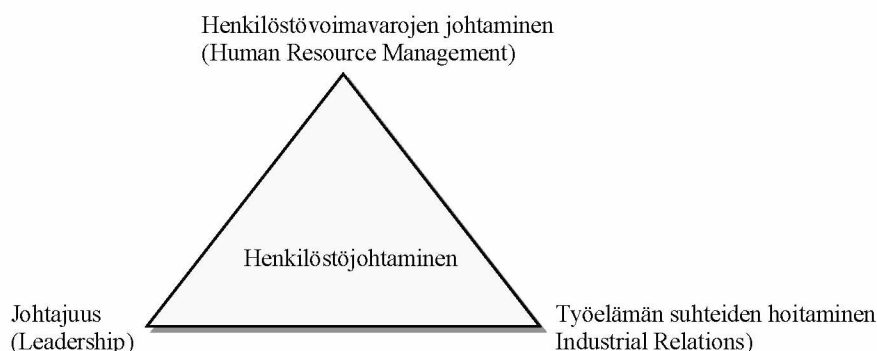 Henkilöstövoimavarojen johtaminen
(Human Resource Management)
Henkilöstöjohtaminen
Johtajuus
(Leadership)
Työelämän suhteiden hoitaminen
Industrial Relations)